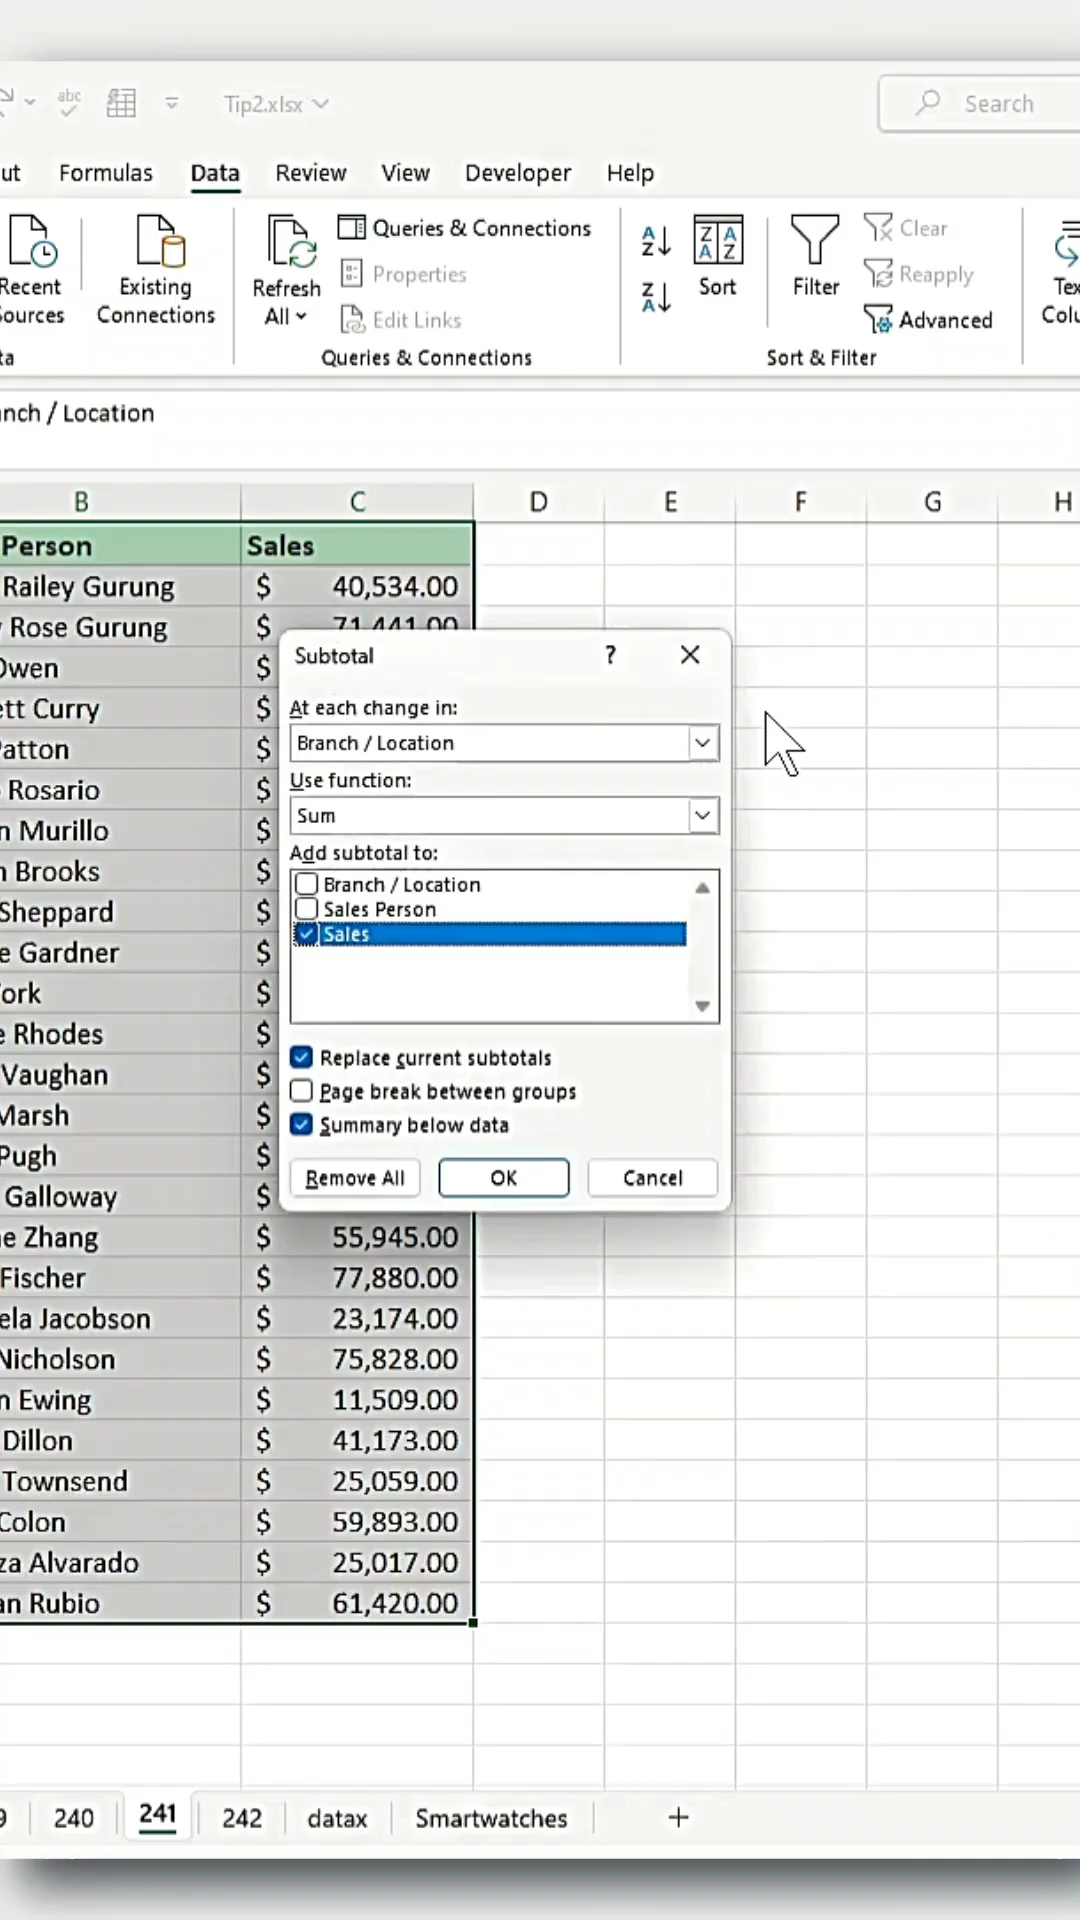 abc
Tip2.xlsx
Search
ut Formulas Data Review View Developer Help
Recent
Sources
Existing
Connections
Refresh
All
Queries & Connections
Properties
Edit Links
Queries & Connections
A
Z
Z
A
Z A
A Z
Sort
Filter
Clear
Reapply
Advanced
Sort & Filter
Tex
Colu
ta
anch / Location
B C D E F G H
Person Sales
Railey Gurung $ 40,534.00
y Rose Gurung $ 71,441.00
Owen $
ett Curry $
Patton $
Rosario $
n Murillo $
n Brooks $
Sheppard $
e Gardner $
York $
e Rhodes $
Vaughan $
Marsh $
Pugh $
Galloway $
ne Zhang $ 55,945.00
Fischer $ 77,880.00
ela Jacobson $ 23,174.00
Nicholson $ 75,828.00
n Ewing $ 11,509.00
Dillon $ 41,173.00
Townsend $ 25,059.00
Colon $ 59,893.00
za Alvarado $ 25,017.00
an Rubio $ 61,420.00
Subtotal ?
At each change in:
Branch / Location
Use function:
Sum
Add subtotal to:
Branch / Location
Sales Person
Sales
Replace current subtotals
Page break between groups
Summary below data
Remove All OK Cancel
9 240 241 242 datax Smartwatches +